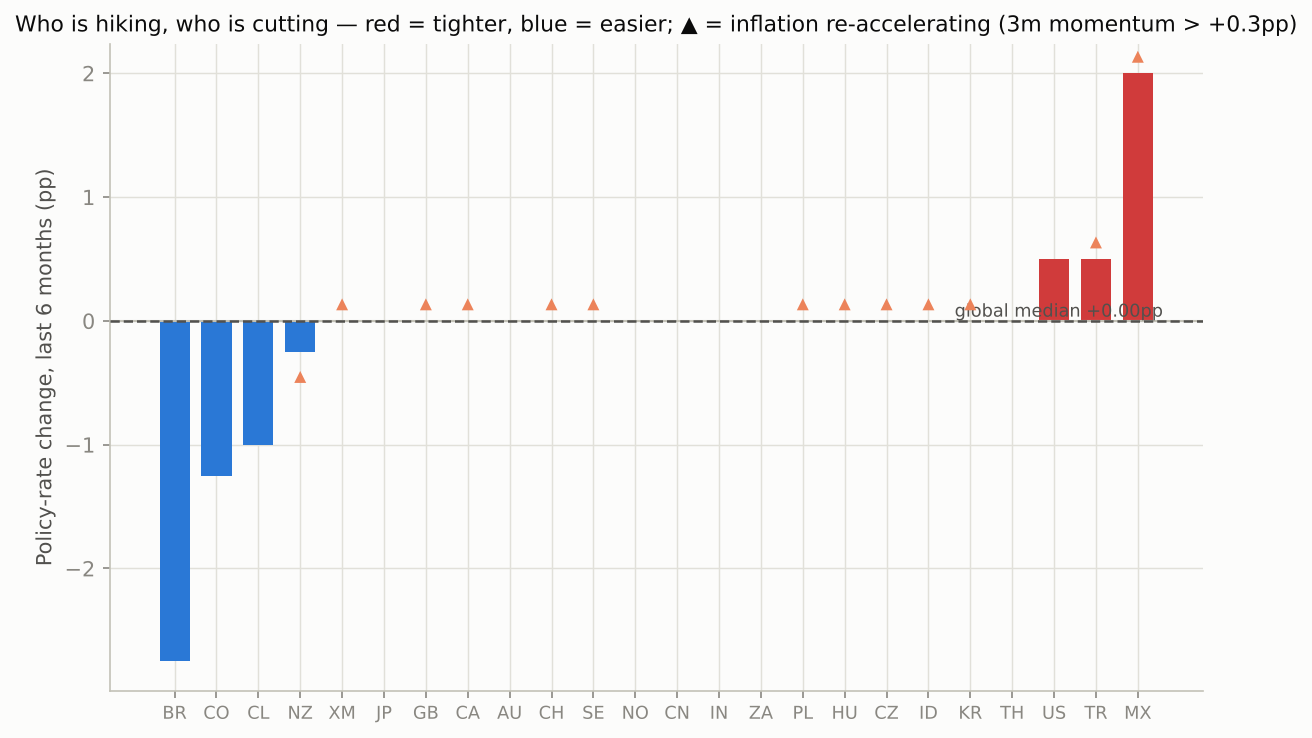 Who is hiking, who is cutting — red = tighter, blue = easier; ▲ = inflation re-accelerating (3m momentum > +0.3pp)
Policy-rate change, last 6 months (pp)
2
1
0
−1
−2
global median +0.00pp
BR CO CL NZ XM JP GB CA AU CH SE NO CN IN ZA PL HU CZ ID KR TH US TR MX